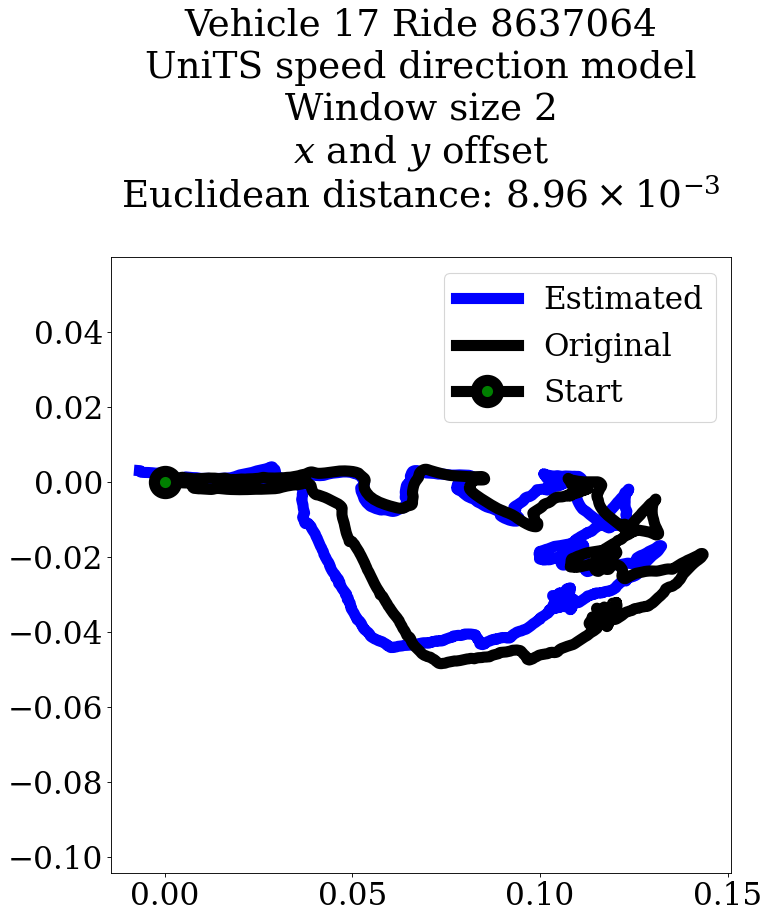 Vehicle 17 Ride 8637064
UniTS speed direction model
Window size 2
x and y offset
Euclidean distance: 8.96 × 10⁻³
Estimated
Original
Start
0.04
0.02
0.00
−0.02
−0.04
−0.06
−0.08
−0.10
0.00 0.05 0.10 0.15